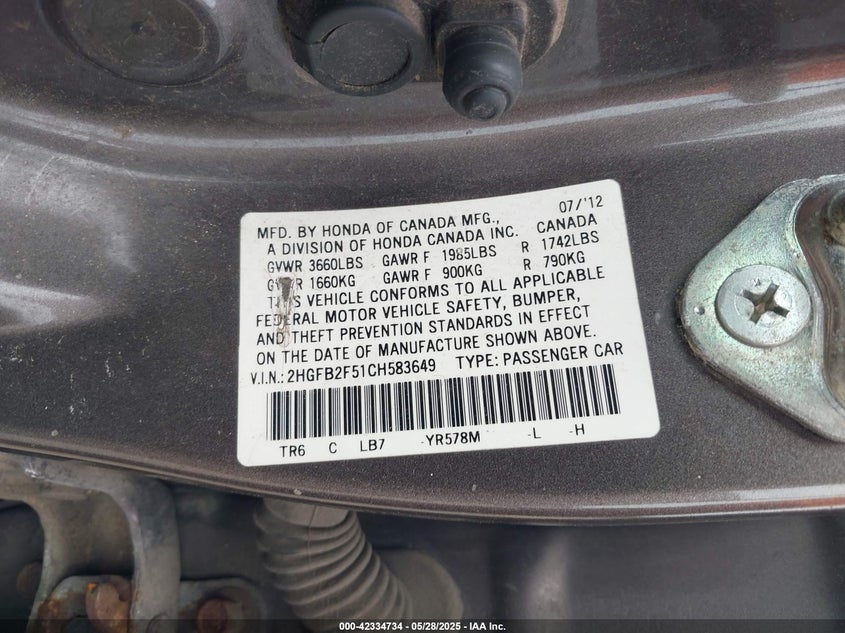 07/'12
MFD. BY HONDA OF CANADA MFG.,
A DIVISION OF HONDA CANADA INC. CANADA
GVWR 3660LBS GAWR F 1985LBS R 1742LBS
GVWR 1660KG GAWR F 900KG R 790KG
THIS VEHICLE CONFORMS TO ALL APPLICABLE
FEDERAL MOTOR VEHICLE SAFETY, BUMPER,
AND THEFT PREVENTION STANDARDS IN EFFECT
ON THE DATE OF MANUFACTURE SHOWN ABOVE.
V.I.N.: 2HGFB2F51CH583649 TYPE: PASSENGER CAR
TR6 C LB7 -YR578M -L -H
000-42334734 - 05/28/2025 - IAA Inc.